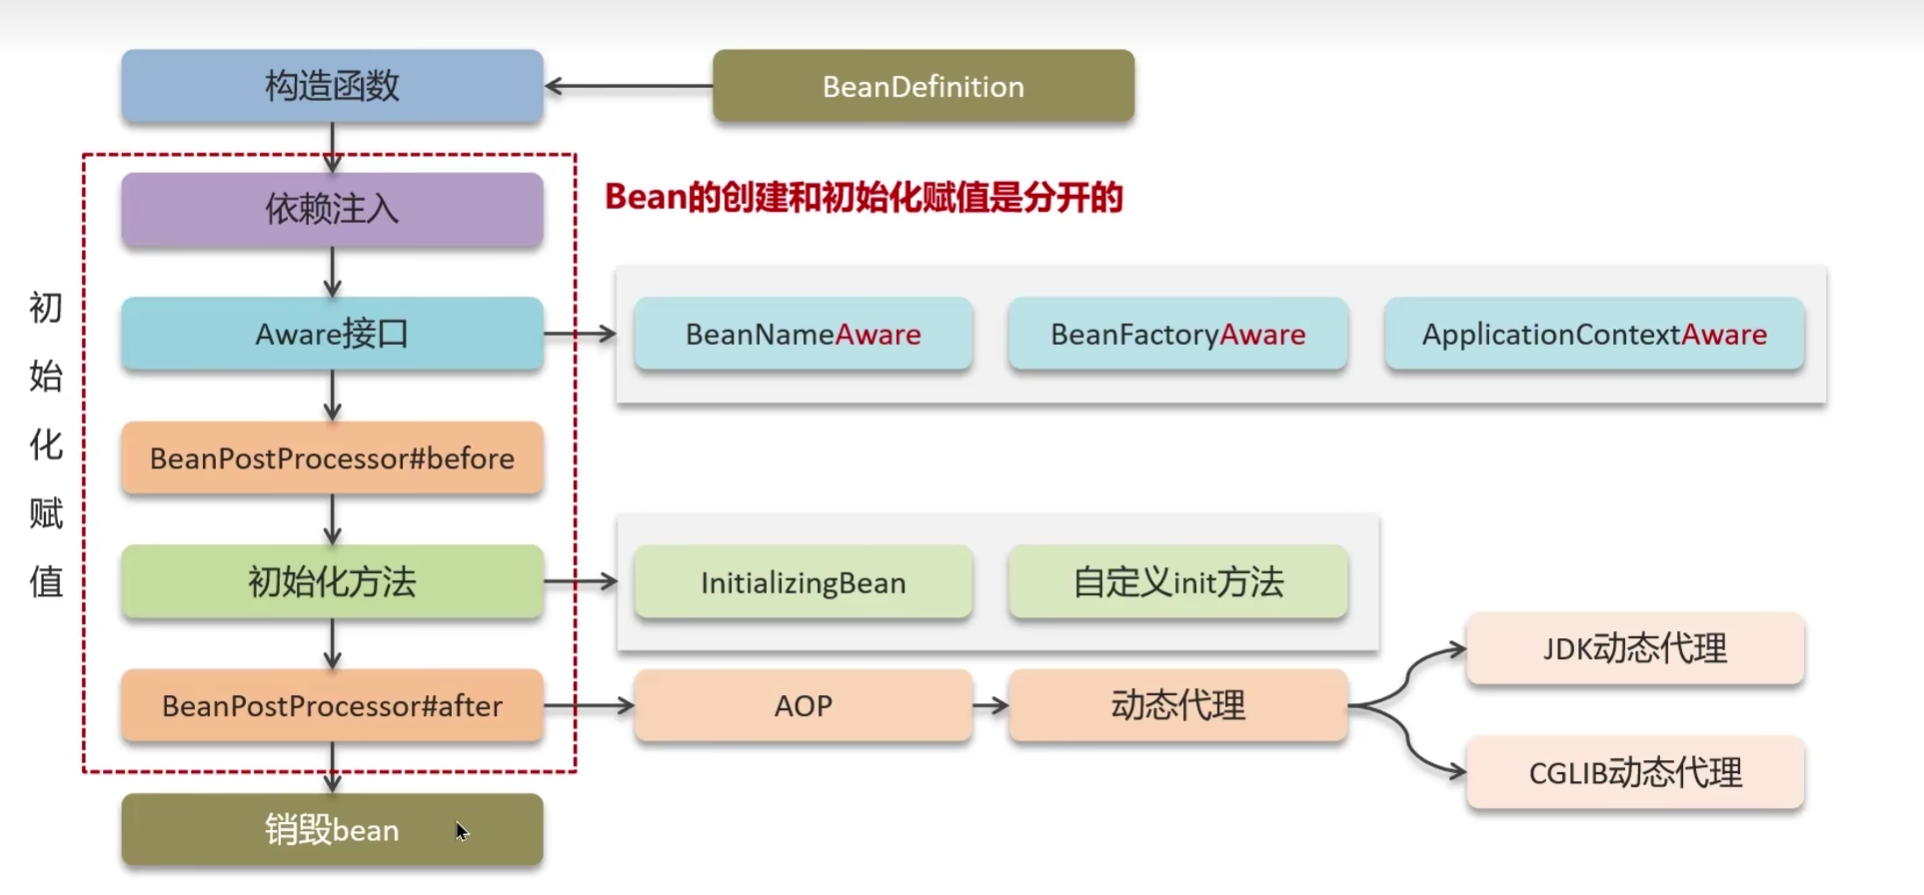 构造函数
BeanDefinition
依赖注入
Bean的创建和初始化赋值是分开的
初始化赋值
Aware接口
BeanNameAware
BeanFactoryAware
ApplicationContextAware
BeanPostProcessor#before
初始化方法
InitializingBean
自定义init方法
BeanPostProcessor#after
AOP
动态代理
JDK动态代理
CGLIB动态代理
销毁bean